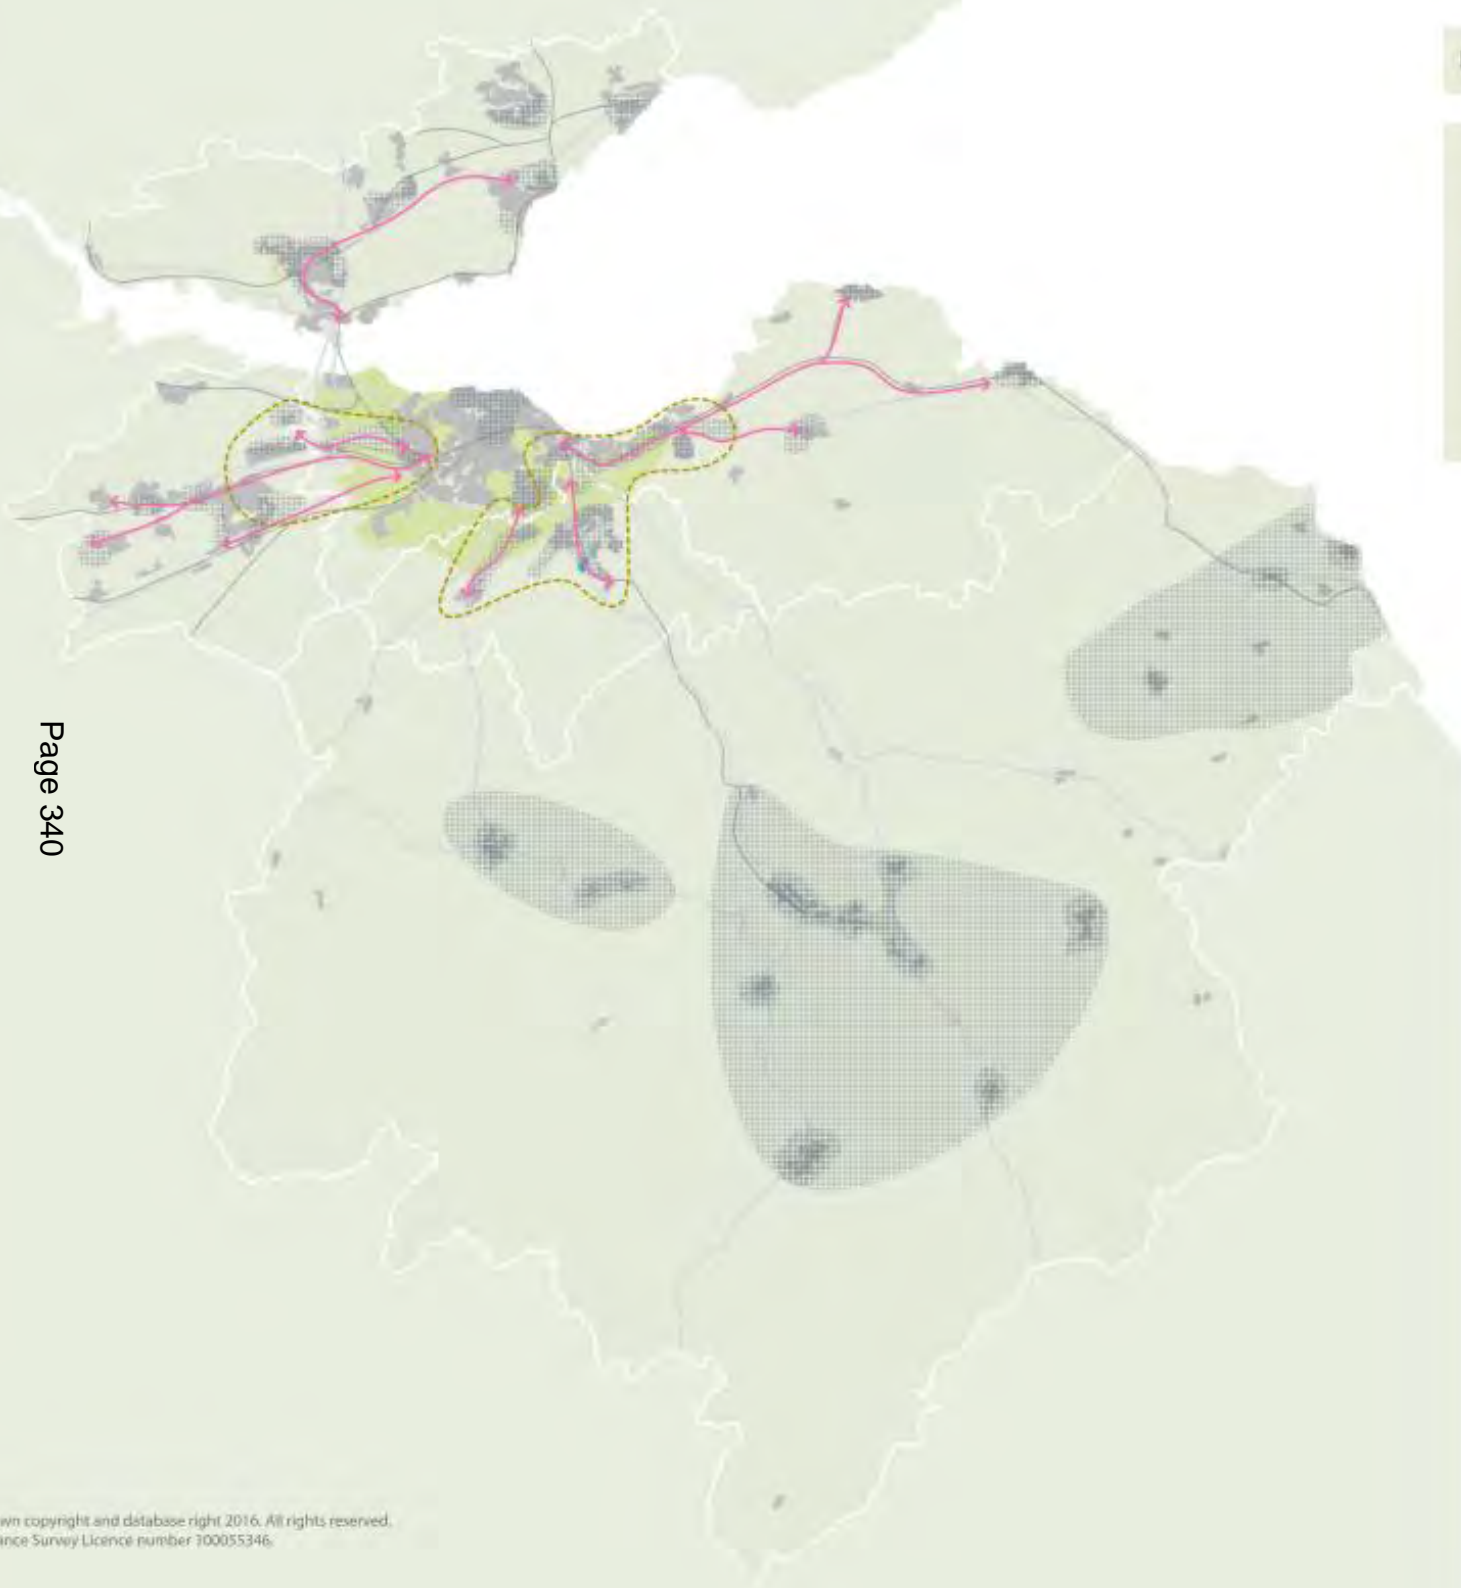 Page 340
wn copyright and database right 2016. All rights reserved.
ance Survey Licence number 100055346.